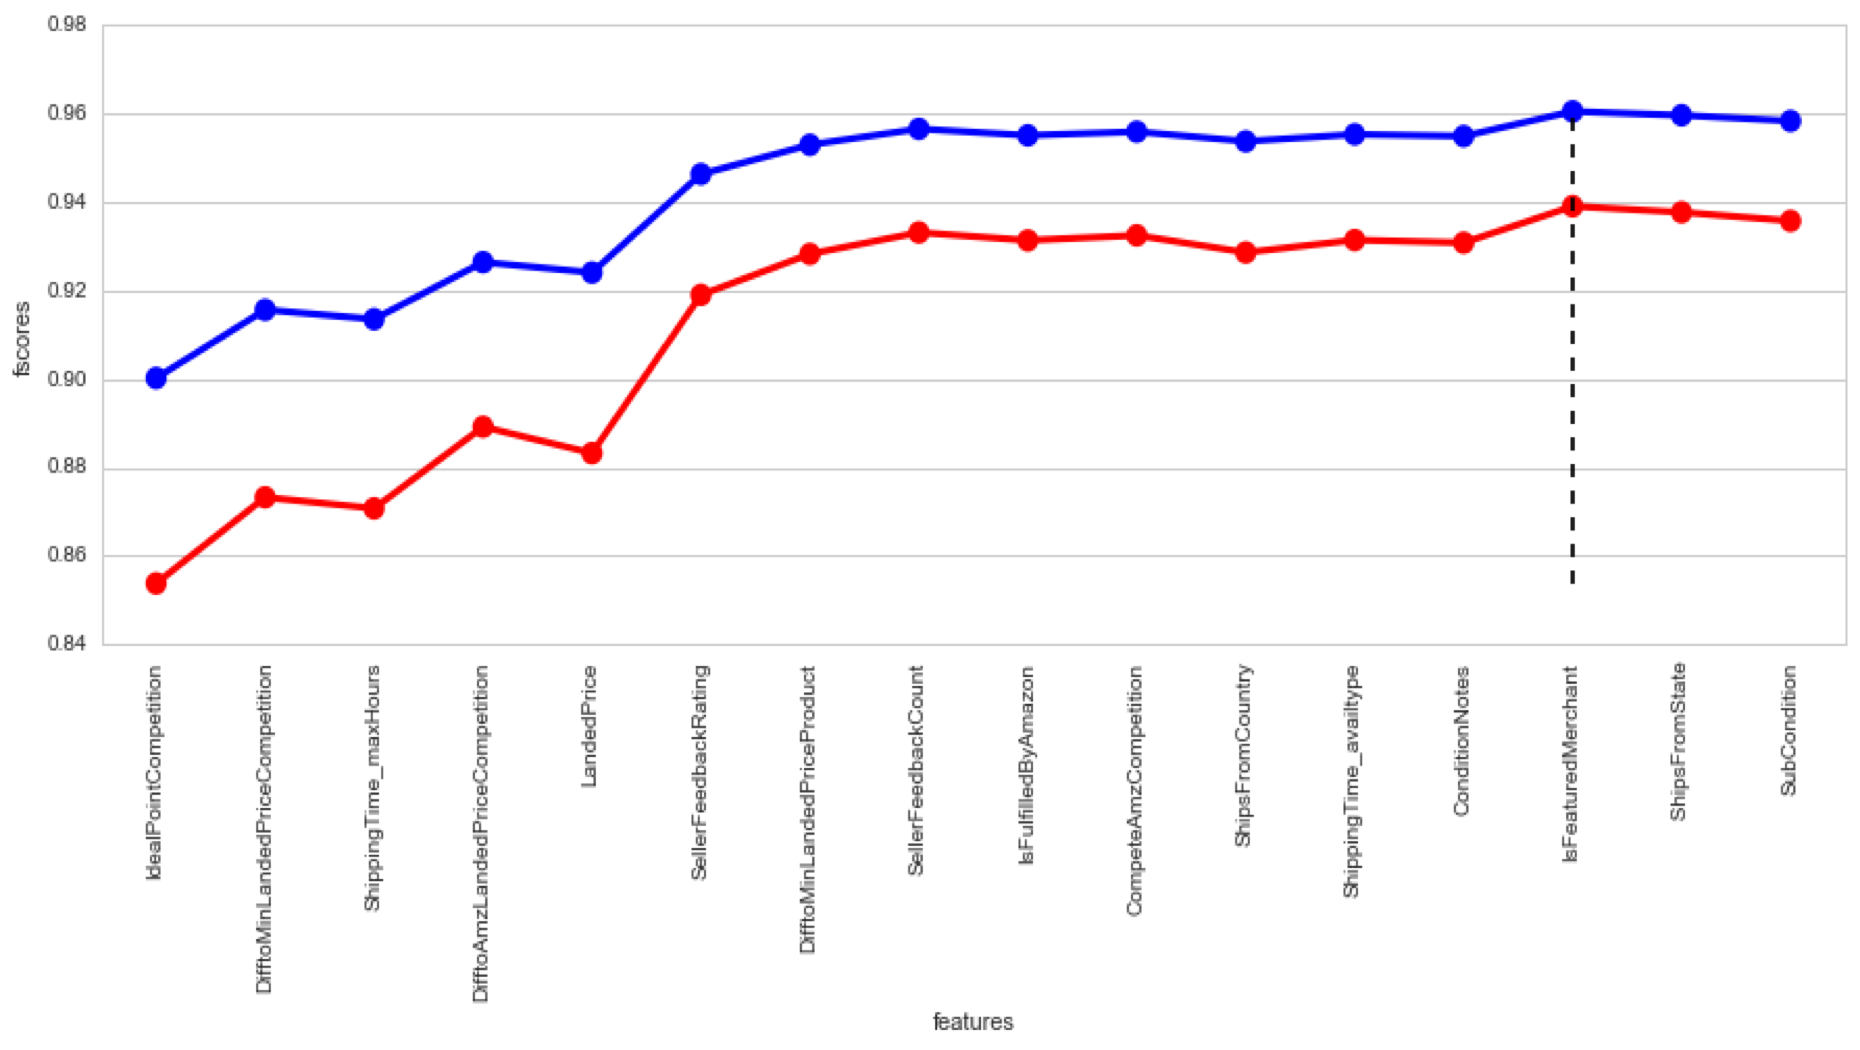 0.98
0.96
0.94
0.92
0.90
0.88
0.86
0.84
fscores
IdealPointCompetition
DifftoMinLandedPriceCompetition
ShippingTime_maxHours
DifftoAmzLandedPriceCompetition
LandedPrice
SellerFeedbackRating
DifftoMinLandedPriceProduct
SellerFeedbackCount
IsFulfilledByAmazon
CompeteAmzCompetition
ShipsFromCountry
ShippingTime_availtype
ConditionNotes
IsFeaturedMerchant
ShipsFromState
SubCondition
features